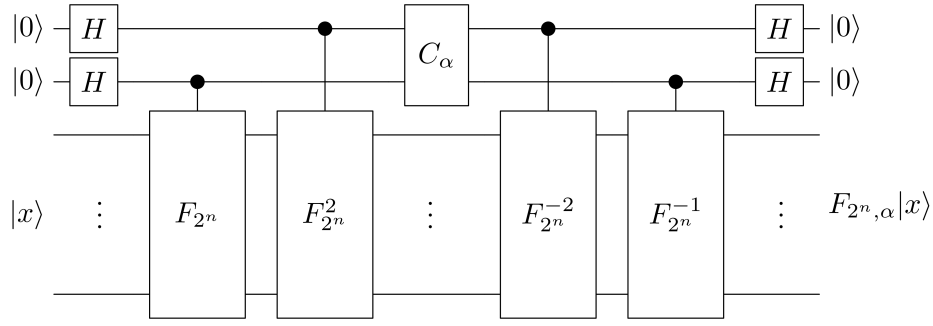 |0⟩ H H |0⟩
C_α
|0⟩ H H |0⟩
|x⟩ ⋮ F_{2^n} F_{2^n}^2 ⋮ F_{2^n}^{-2} F_{2^n}^{-1} ⋮ F_{2^n,α}|x⟩